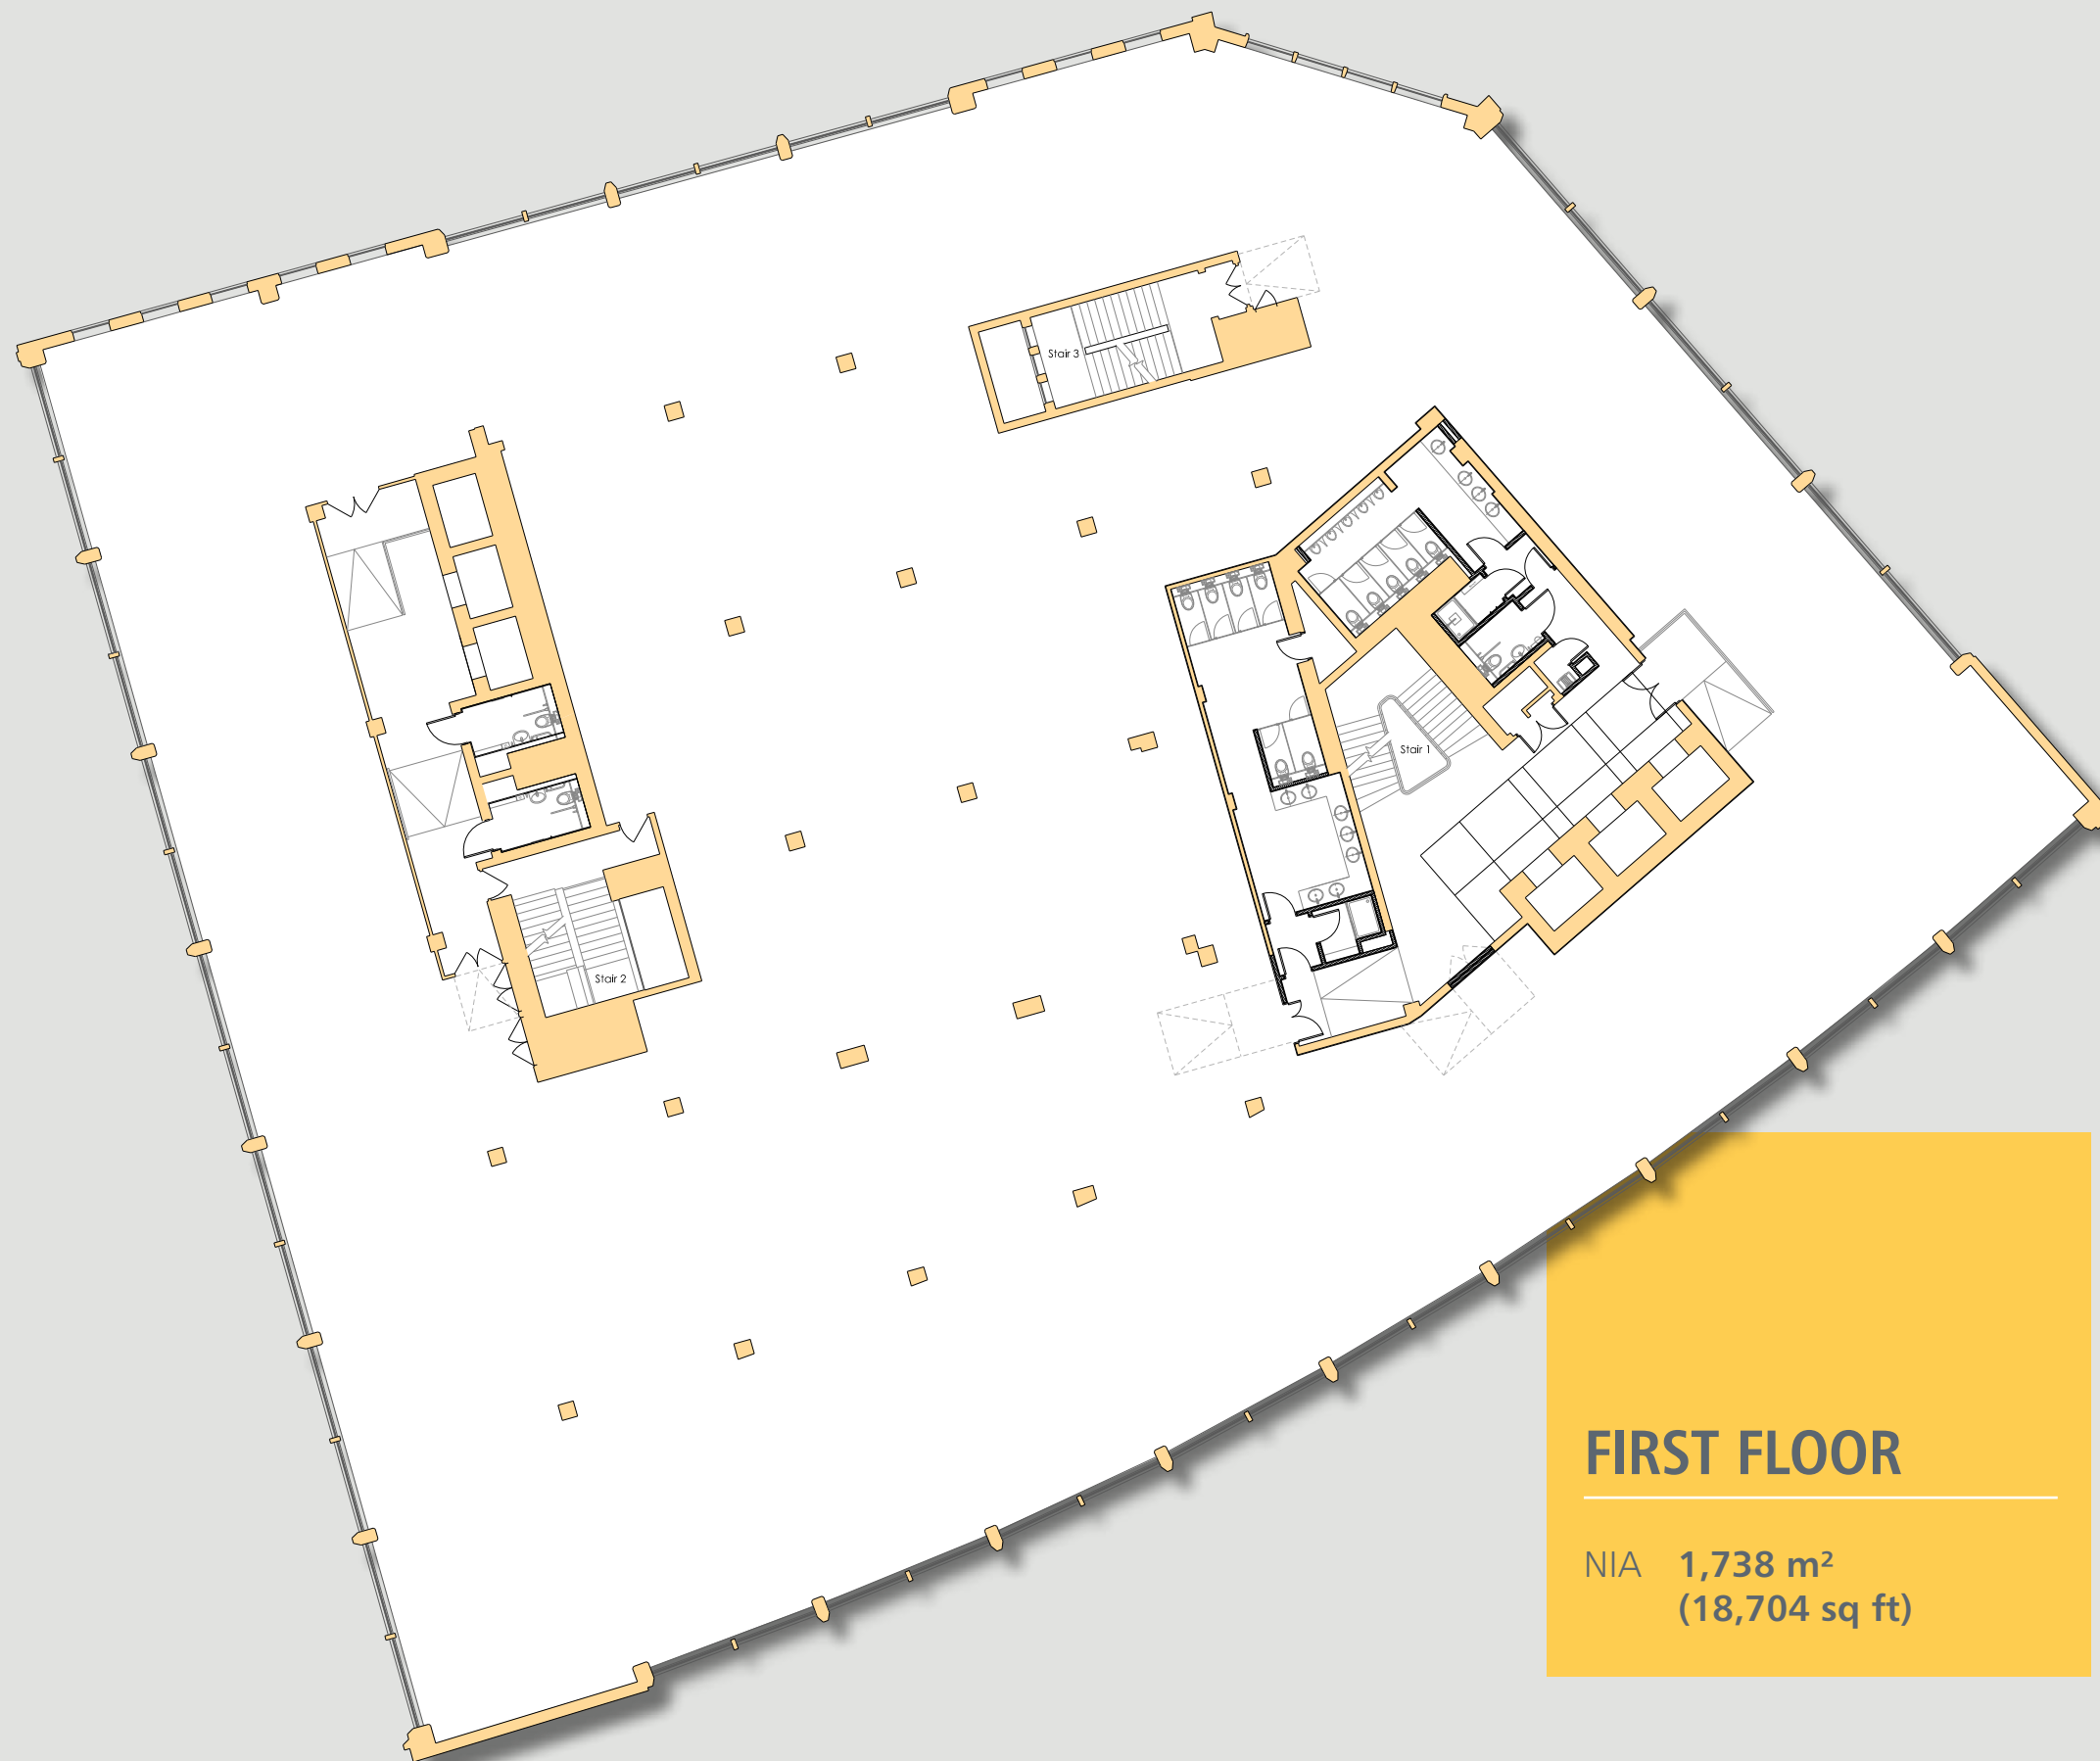 Stair 3
Stair 1
Stair 2
FIRST FLOOR
NIA 1,738 m²
(18,704 sq ft)